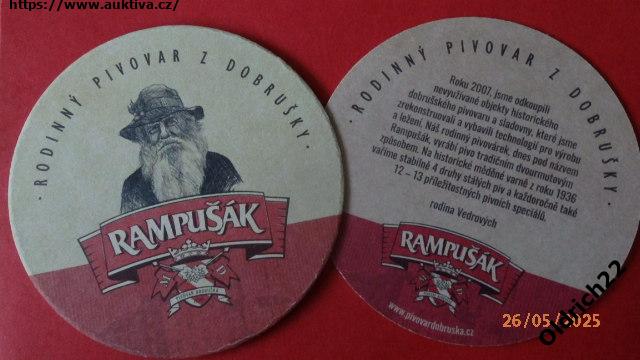 https://www.auktiva.cz/
· RODINNÝ PIVOVAR Z DOBRUŠKY ·
RAMPUŠÁK
· RODINNÝ PIVOVAR Z DOBRUŠKY ·
Roku 2007 jsme odkoupili
nevyužívané objekty historického
dobrušského pivovaru a sladovny, které jsme
zrekonstruovali a vybavili technologií pro výrobu
a ležení. Náš rodinný pivovárek, dnes pod názvem
Rampušák, vyrábí pivo tradičním dvourmutovým
způsobem. Na historické měděné varně z roku 1936
vaříme stabilně 4 druhy stálých piv a každoročně také
12 – 13 příležitostných pivních speciálů.
rodina Vedrových
RAMPUŠÁK
www.pivovardobruska.cz
26/05/2025
Oldrich22